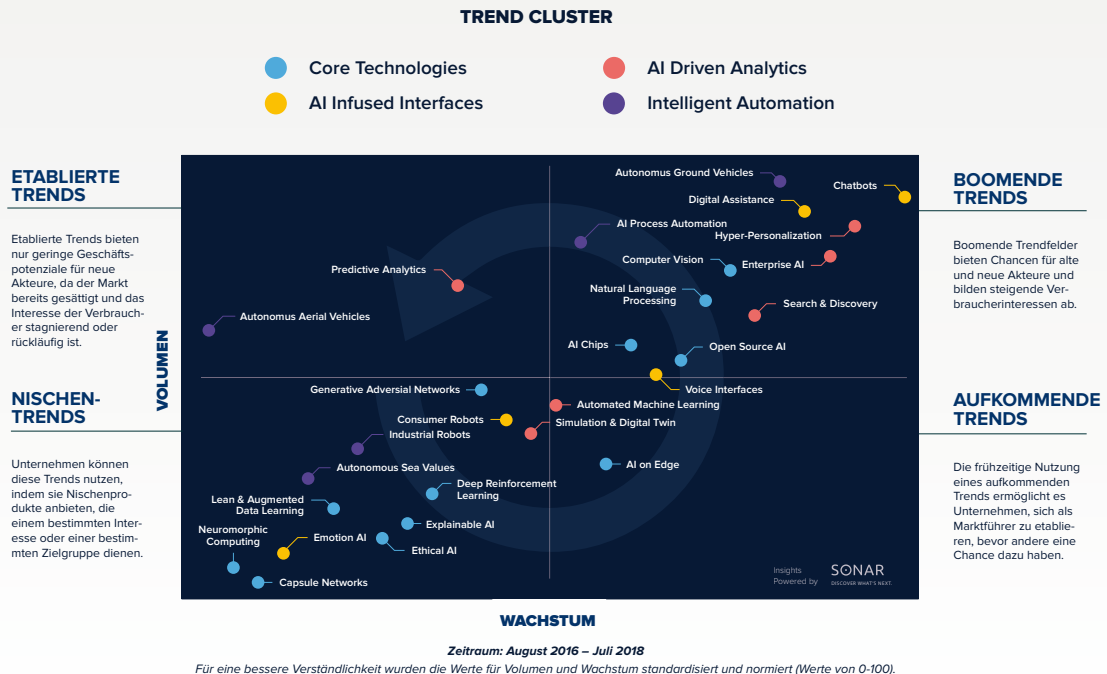 TREND CLUSTER
Core Technologies
AI Driven Analytics
AI Infused Interfaces
Intelligent Automation
ETABLIERTE
TRENDS
Etablierte Trends bieten
nur geringe Geschäfts-
potenziale für neue
Akteure, da der Markt
bereits gesättigt und das
Interesse der Verbrauch-
er stagnierend oder
rückläufig ist.
VOLUMEN
NISCHEN-
TRENDS
Unternehmen können
diese Trends nutzen,
indem sie Nischenpro-
dukte anbieten, die
einem bestimmten Inter-
esse oder einer bestim-
mten Zielgruppe dienen.
Autonomus Ground Vehicles
Chatbots
Digital Assistance
AI Process Automation
Hyper-Personalization
Computer Vision
Enterprise AI
Predictive Analytics
Natural Language
Processing
Search & Discovery
Autonomus Aerial Vehicles
AI Chips
Open Source AI
Generative Adversial Networks
Voice Interfaces
Automated Machine Learning
Consumer Robots
Simulation & Digital Twin
Industrial Robots
AI on Edge
Autonomous Sea Values
Deep Reinforcement
Learning
Lean & Augmented
Data Learning
Explainable AI
Neuromorphic
Computing
Emotion AI
Ethical AI
Capsule Networks
Insights
Powered by
SONAR
DISCOVER WHAT'S NEXT.
BOOMENDE
TRENDS
Boomende Trendfelder
bieten Chancen für alte
und neue Akteure und
bilden steigende Ver-
braucherinteressen ab.
AUFKOMMENDE
TRENDS
Die frühzeitige Nutzung
eines aufkommenden
Trends ermöglicht es
Unternehmen, sich als
Marktführer zu etablie-
ren, bevor andere eine
Chance dazu haben.
WACHSTUM
Zeitraum: August 2016 – Juli 2018
Für eine bessere Verständlichkeit wurden die Werte für Volumen und Wachstum standardisiert und normiert (Werte von 0-100).